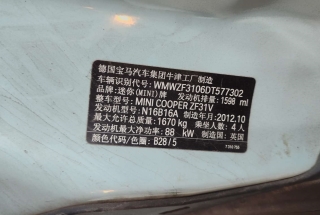 德国宝马汽车集团牛津工厂制造
车辆识别代号: WMWZF3106DT577302
品牌: 迷你(MINI)牌 发动机排量: 1598 ml
整车型号: MINI COOPER ZF31V
发动机型号: N16B16A 制造年月: 2012.10
最大允许总质量: 1670 kg 乘坐人数: 4 人
发动机最大净功率: 88 kW 制造国: 英国
颜色代码/色圈: B28/5